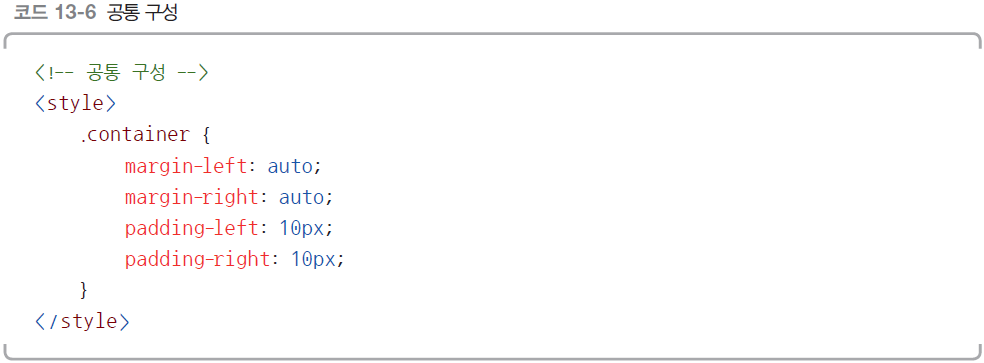 코드 13-6 공통 구성
<!-- 공통 구성 -->
<style>
.container {
margin-left: auto;
margin-right: auto;
padding-left: 10px;
padding-right: 10px;
}
</style>